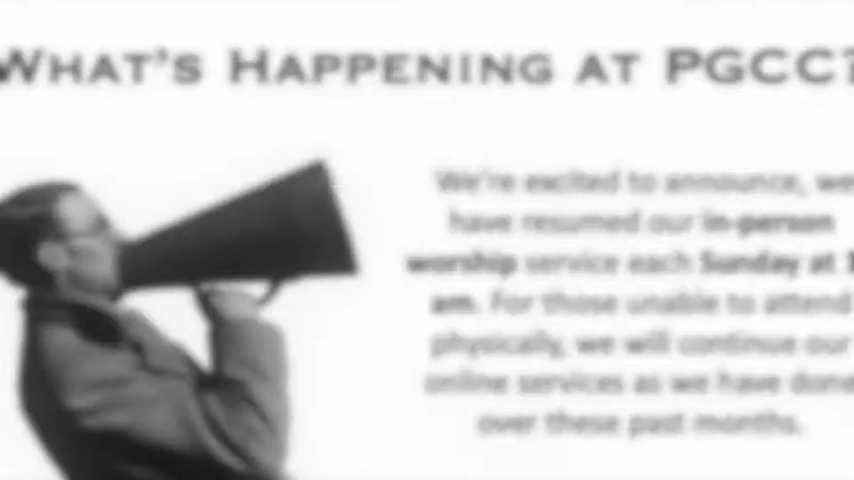 WHAT'S HAPPENING AT PGCC?
We're excited to announce, we
have resumed our in-person
worship service each Sunday at 1
am. For those unable to attend
physically, we will continue our
online services as we have done
over these past months.